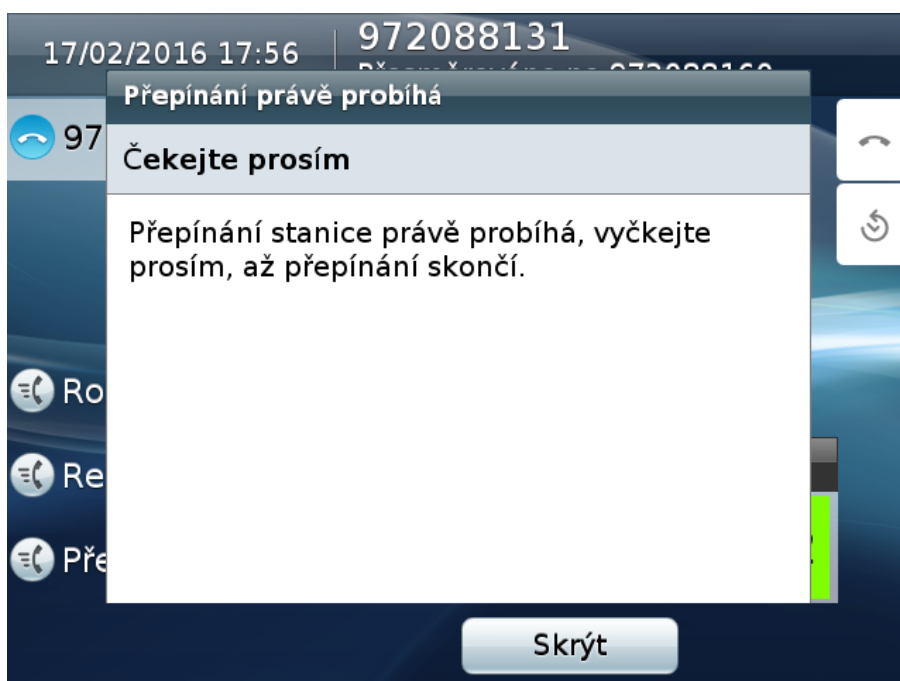 17/02/2016 17:56
972088131
Přepínání právě probíhá
97
Čekejte prosím
Přepínání stanice právě probíhá, vyčkejte
prosím, až přepínání skončí.
Ro
Re
Pře
Skrýt